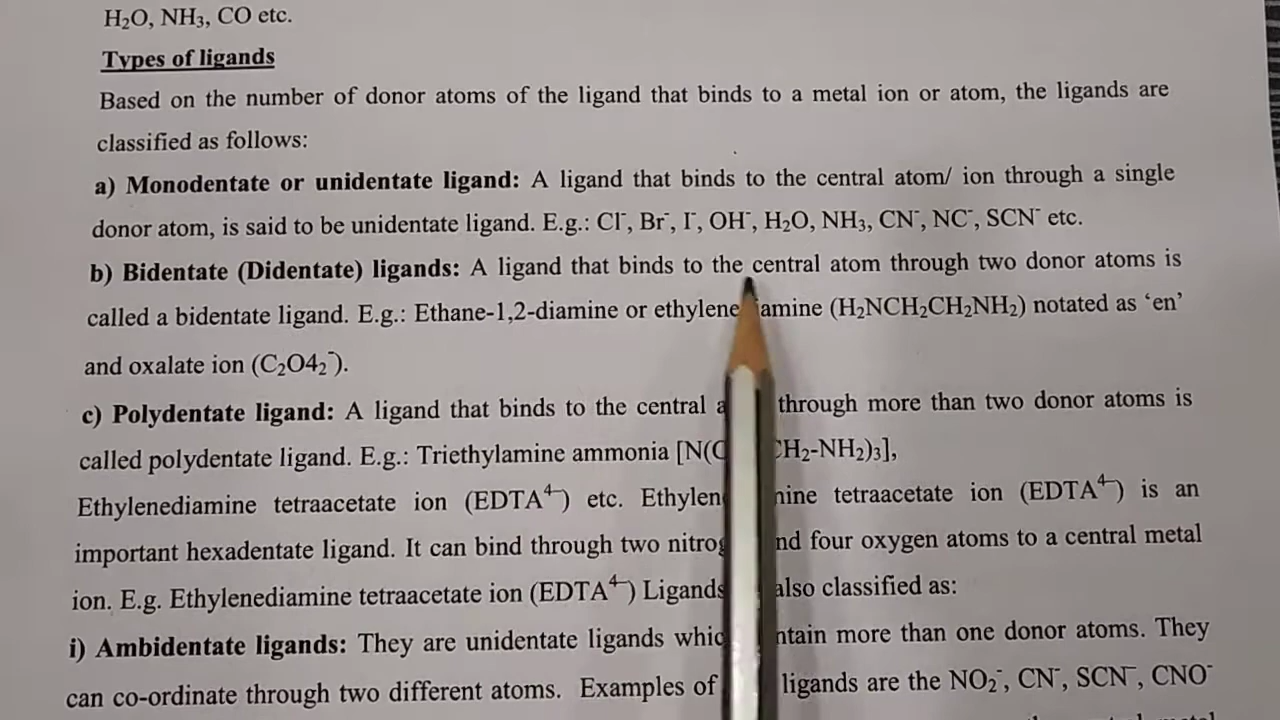 H₂O, NH₃, CO etc.
Types of ligands
Based on the number of donor atoms of the ligand that binds to a metal ion or atom, the ligands are
classified as follows:
a) Monodentate or unidentate ligand: A ligand that binds to the central atom/ ion through a single
donor atom, is said to be unidentate ligand. E.g.: Cl⁻, Br⁻, I⁻, OH⁻, H₂O, NH₃, CN⁻, NC⁻, SCN⁻ etc.
b) Bidentate (Didentate) ligands: A ligand that binds to the central atom through two donor atoms is
called a bidentate ligand. E.g.: Ethane-1,2-diamine or ethylene amine (H₂NCH₂CH₂NH₂) notated as ‘en’
and oxalate ion (C₂O4₂⁻).
c) Polydentate ligand: A ligand that binds to the central through more than two donor atoms is
called polydentate ligand. E.g.: Triethylamine ammonia [N( H₂-NH₂)₃],
Ethylenediamine tetraacetate ion (EDTA⁴⁻) etc. Ethylen mine tetraacetate ion (EDTA⁴⁻) is an
important hexadentate ligand. It can bind through two nitrog nd four oxygen atoms to a central metal
ion. E.g. Ethylenediamine tetraacetate ion (EDTA⁴⁻) Ligands also classified as:
i) Ambidentate ligands: They are unidentate ligands whic ntain more than one donor atoms. They
can co-ordinate through two different atoms. Examples of ligands are the NO₂⁻, CN⁻, SCN⁻, CNO⁻